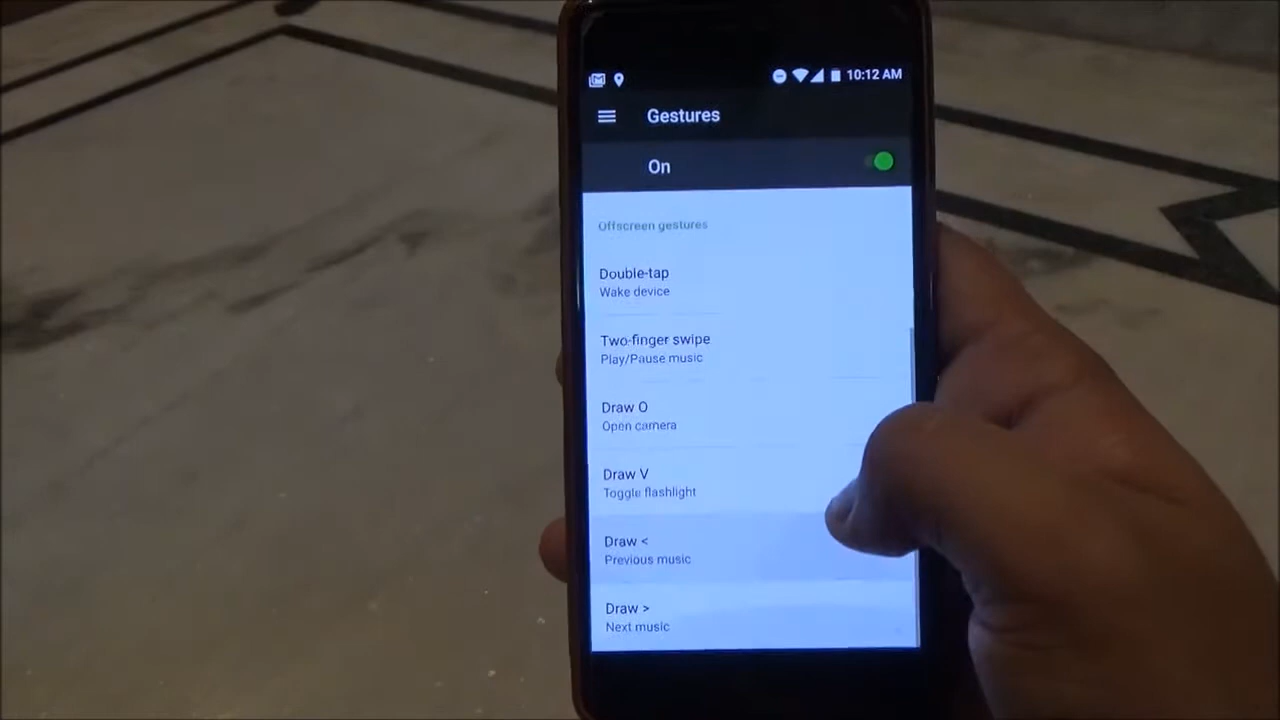 10:12 AM
Gestures
On
Offscreen gestures
Double-tap
Wake device
Two-finger swipe
Play/Pause music
Draw O
Open camera
Draw V
Toggle flashlight
Draw <
Previous music
Draw >
Next music